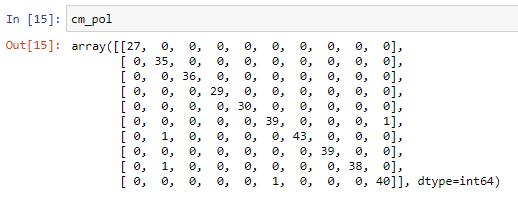 In [15]: cm_pol
Out[15]: array([[27, 0, 0, 0, 0, 0, 0, 0, 0, 0],
[ 0, 35, 0, 0, 0, 0, 0, 0, 0, 0],
[ 0, 0, 36, 0, 0, 0, 0, 0, 0, 0],
[ 0, 0, 0, 29, 0, 0, 0, 0, 0, 0],
[ 0, 0, 0, 0, 30, 0, 0, 0, 0, 0],
[ 0, 0, 0, 0, 0, 39, 0, 0, 0, 1],
[ 0, 1, 0, 0, 0, 0, 43, 0, 0, 0],
[ 0, 0, 0, 0, 0, 0, 0, 39, 0, 0],
[ 0, 1, 0, 0, 0, 0, 0, 0, 38, 0],
[ 0, 0, 0, 0, 0, 1, 0, 0, 0, 40]], dtype=int64)